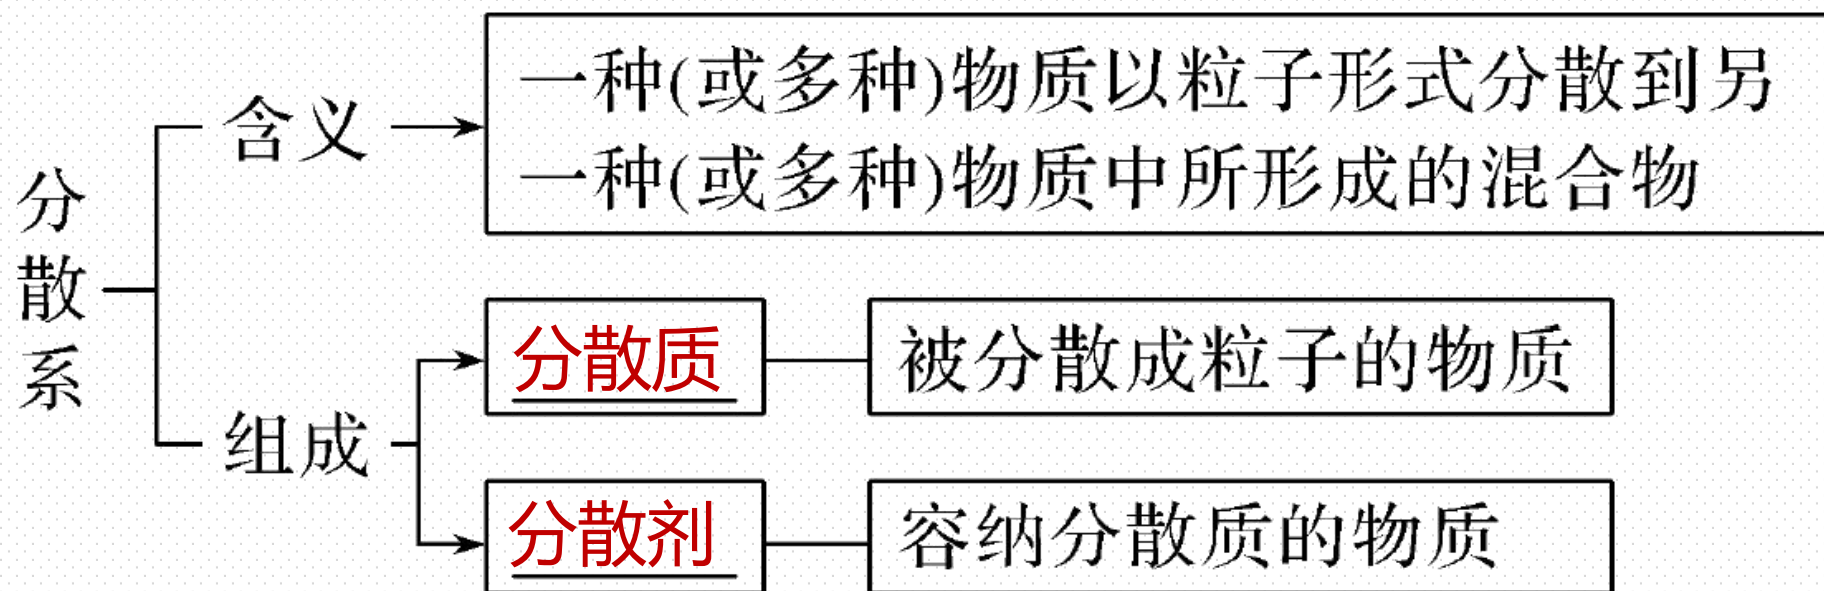 分散系
含义
一种(或多种)物质以粒子形式分散到另
一种(或多种)物质中所形成的混合物
组成
分散质
被分散成粒子的物质
分散剂
容纳分散质的物质